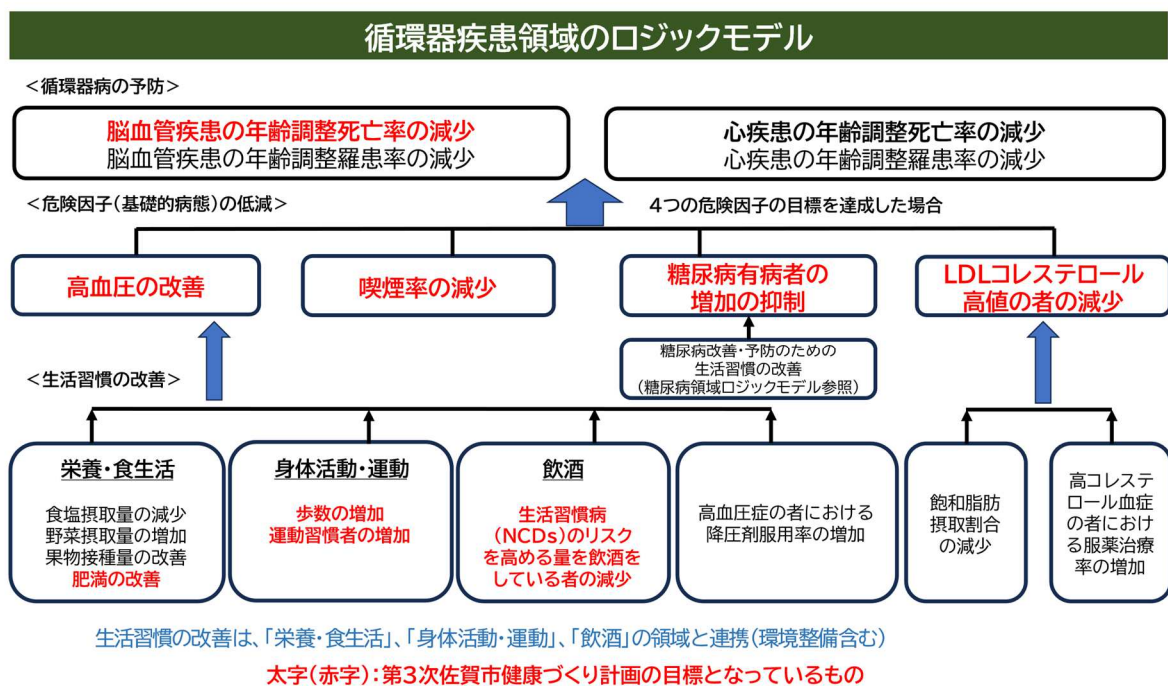 循環器疾患領域のロジックモデル
＜循環器病の予防＞
脳血管疾患の年齢調整死亡率の減少
脳血管疾患の年齢調整羅患率の減少
心疾患の年齢調整死亡率の減少
心疾患の年齢調整羅患率の減少
＜危険因子（基礎的病態）の低減＞
４つの危険因子の目標を達成した場合
高血圧の改善
喫煙率の減少
糖尿病有病者の
増加の抑制
LDLコレステロール
高値の者の減少
糖尿病改善・予防のための
生活習慣の改善
（糖尿病領域ロジックモデル参照）
＜生活習慣の改善＞
栄養・食生活
食塩摂取量の減少
野菜摂取量の増加
果物接種量の改善
肥満の改善
身体活動・運動
歩数の増加
運動習慣者の増加
飲酒
生活習慣病
（NCDs）のリスク
を高める量を飲酒を
している者の減少
高血圧症の者における
降圧剤服用率の増加
飽和脂肪
摂取割合
の減少
高コレステ
ロール血症
の者におけ
る服薬治療
率の増加
生活習慣の改善は、「栄養・食生活」、「身体活動・運動」、「飲酒」の領域と連携（環境整備含む）
太字（赤字）：第３次佐賀市健康づくり計画の目標となっているもの